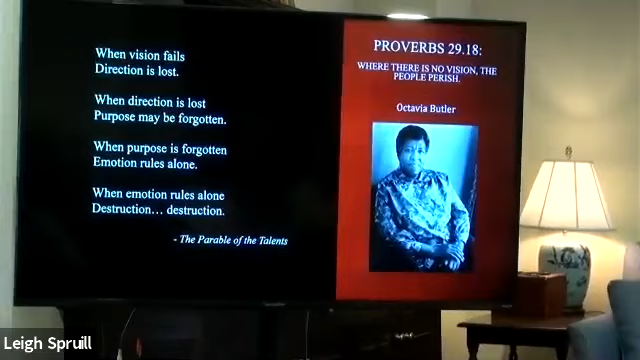 When vision fails
Direction is lost.
When direction is lost
Purpose may be forgotten.
When purpose is forgotten
Emotion rules alone.
When emotion rules alone
Destruction… destruction.
- The Parable of the Talents
PROVERBS 29.18:
WHERE THERE IS NO VISION, THE
PEOPLE PERISH.
Octavia Butler
Leigh Spruill